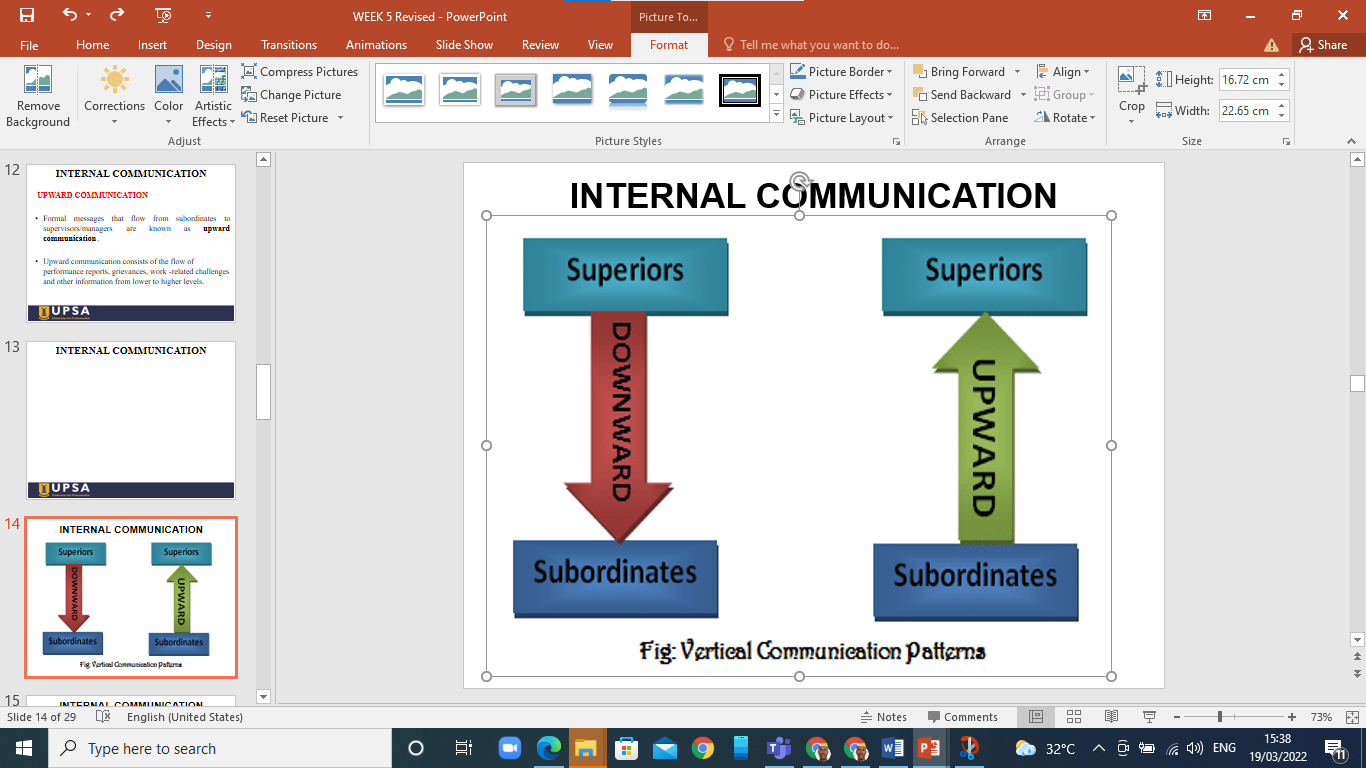 WEEK 5 Revised - PowerPoint
Picture To...
File Home Insert Design Transitions Animations Slide Show Review View Format Tell me what you want to do... Share
Remove Background
Corrections
Color
Artistic Effects
Compress Pictures
Change Picture
Reset Picture
Adjust
Picture Styles
Picture Border
Picture Effects
Picture Layout
Bring Forward
Send Backward
Selection Pane
Align
Group
Rotate
Arrange
Crop
Height: 16.72 cm
Width: 22.65 cm
Size
12
INTERNAL COMMUNICATION
UPWARD COMMUNICATION
• Formal messages that flow from subordinates to
supervisors/managers are known as upward
communication.
• Upward communication consists of the flow of
performance reports, grievances, work -related challenges
and other information from lower to higher levels.
UPSA
13
INTERNAL COMMUNICATION
UPSA
14
INTERNAL COMMUNICATION
Superiors Superiors
DOWNWARD UPWARD
Subordinates Subordinates
Fig: Vertical Communication Patterns
15
INTERNAL COMMUNICATION
INTERNAL COMMUNICATION
Superiors Superiors
DOWNWARD UPWARD
Subordinates Subordinates
Fig: Vertical Communication Patterns
Slide 14 of 29 English (United States) Notes Comments 73%
Type here to search
32°C ENG
15:38
19/03/2022
11